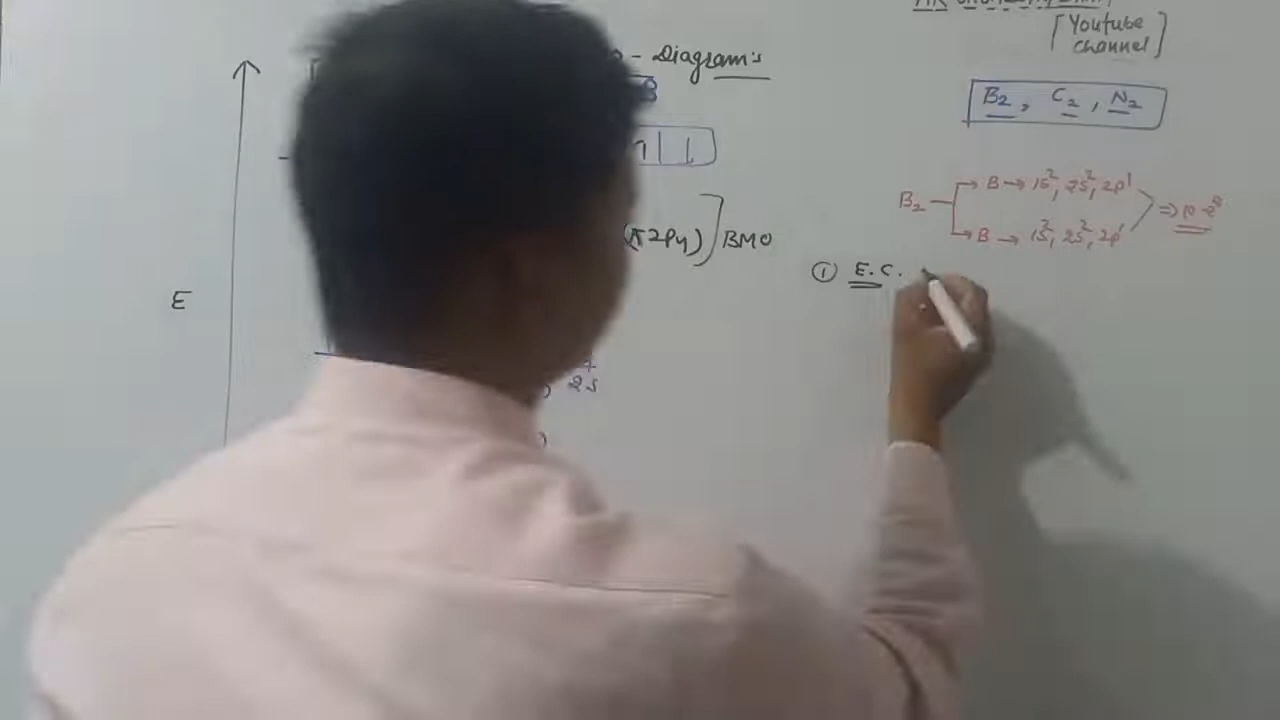 - Diagram's
[Youtube
channel]
B
B₂, C₂, N₂
B₂ → B → 1s², 2s², 2p¹
→ B → 1s², 2s², 2p¹
⇒ 10 e⁻
(π2py)] BMO
① E.C.
E
2s